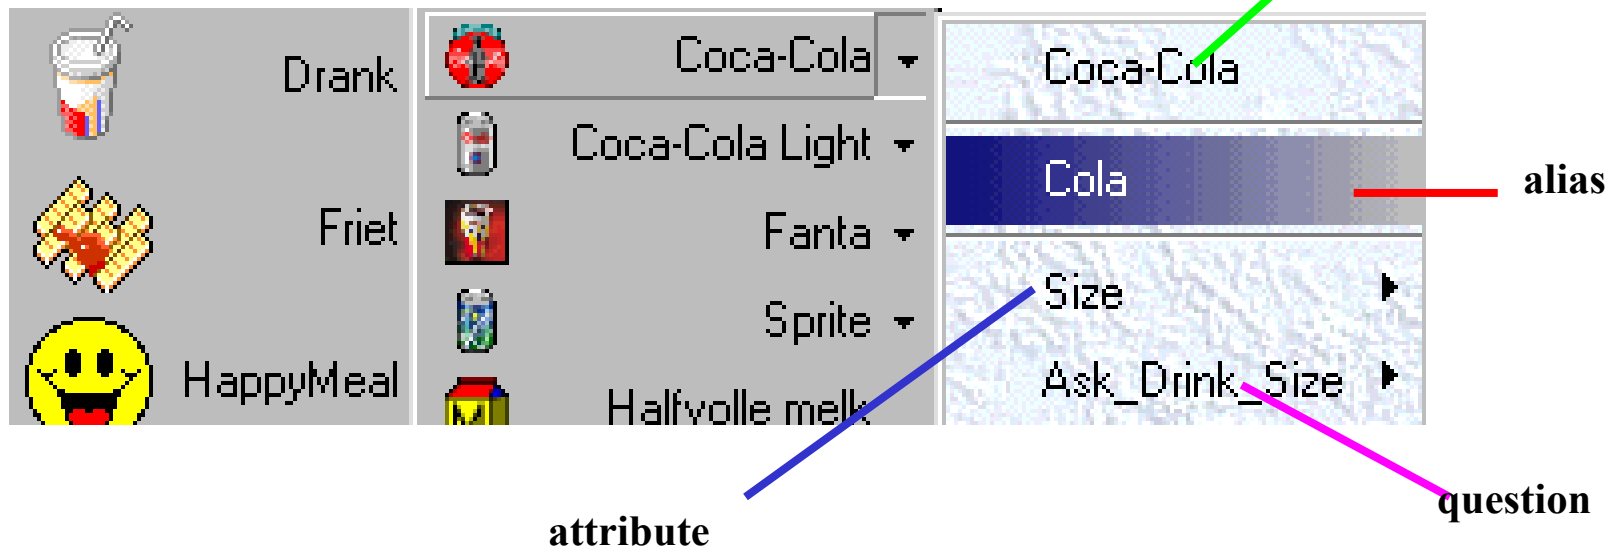 Drank
Friet
HappyMeal
Coca-Cola
Coca-Cola Light
Fanta
Sprite
Halfvolle melk
Coca-Cola
Cola
Size
Ask_Drink_Size
alias
attribute
question